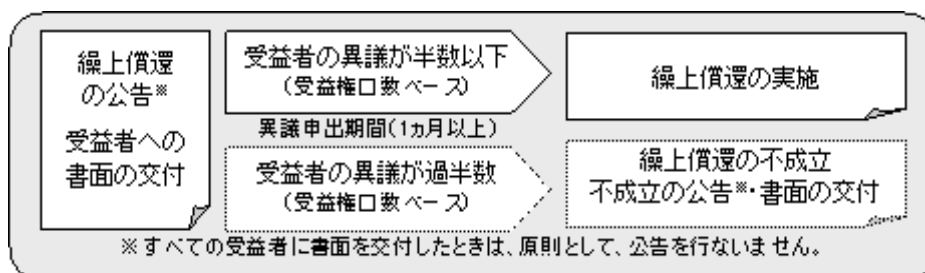 繰上償還
の公告※
受益者への
書面の交付
受益者の異議が半数以下
(受益権口数ベース)
繰上償還の実施
異議申出期間(1ヵ月以上)
受益者の異議が過半数
(受益権口数ベース)
繰上償還の不成立
不成立の公告※・書面の交付
※すべての受益者に書面を交付したときは、原則として、公告を行ないません。